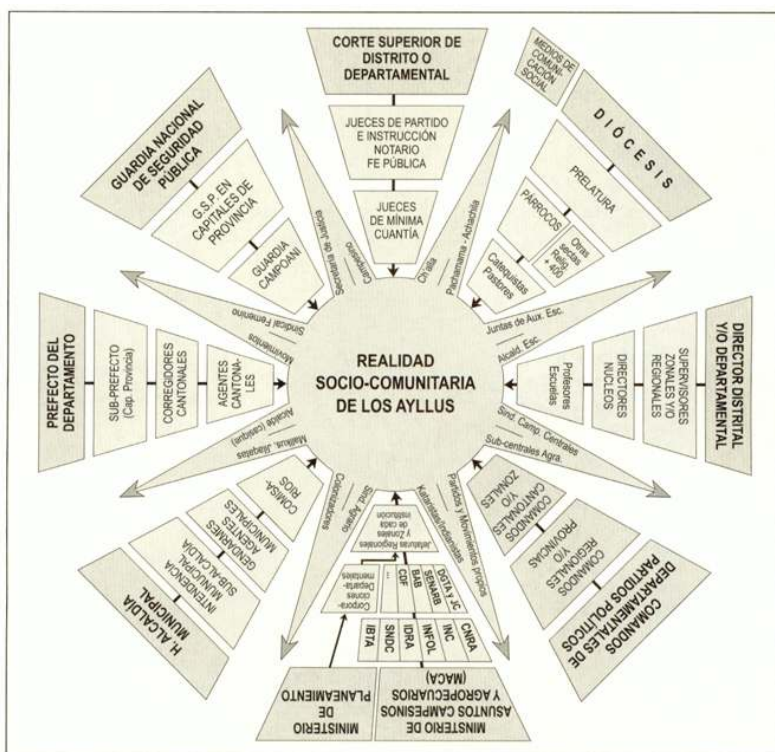 CORTE SUPERIOR DE
DISTRITO O
DEPARTAMENTAL
JUECES DE PARTIDO
E INSTRUCCIÓN
NOTARIO
FE PÚBLICA
JUECES
DE MÍNIMA
CUANTÍA
MEDIOS DE
COMUNI-
CACIÓN
SOCIAL
DIÓCESIS
PRELATURA
PÁRROCOS
Otras
sectas
Relig.
+ 400
Catequistas
Pastores
Challa
Pachamama - Achachila
Juntas de Aux. Esc.
Alcald. Esc.
DIRECTOR DISTRITAL
Y/O DEPARTAMENTAL
SUPERVISORES
ZONALES Y/O
REGIONALES
DIRECTORES
NUCLEOS
Profesores
Escuelas
Sind. Camp. Centrales
Sub-centrales Agra.
COMANDOS
DEPARTAMENTALES DE
PARTIDOS POLÍTICOS
COMANDOS
REGIONALES
Y/O
PROVINCIAS
COMANDOS
CANTONALES
Y/O
ZONALES
Partidos y Movimientos propios
Kataristas/Indianistas
MINISTERIO DE
ASUNTOS CAMPESINOS
Y AGROPECUARIOS
(MACA)
CNRA
INC
INFOL
IDRA
SNDC
IBTA
DGTA Y JC
SENARB
BAB
CDF
...
Jefaturas Regionales
y Zonales
de cada
institución
MINISTERIO
DE
PLANEAMIENTO
Corpora-
ciones
Departa-
mentales
Sind. Agrario
Colonizadores
H. ALCALDÍA
MUNICIPAL
INTENDENCIA
MUNICIPAL
SUB-ALCALDÍA
GENDARMES
AGENTES
MUNICIPALES
COMISA-
RIOS
Mallkus, Jilaqatas
Alcalde (casique)
PREFECTO DEL
DEPARTAMENTO
SUB-PREFECTO
(Cap. Provincia)
CORREGIDORES
CANTONALES
AGENTES
CANTONA-
LES
Movimientos
Sindical Femenino
GUARDIA NACIONAL
DE SEGURIDAD
PÚBLICA
G.S.P. EN
CAPITALES DE
PROVINCIA
GUARDIA
CAMPOANI
Secretaria de Justicia
Campesino
REALIDAD
SOCIO-COMUNITARIA
DE LOS AYLLUS